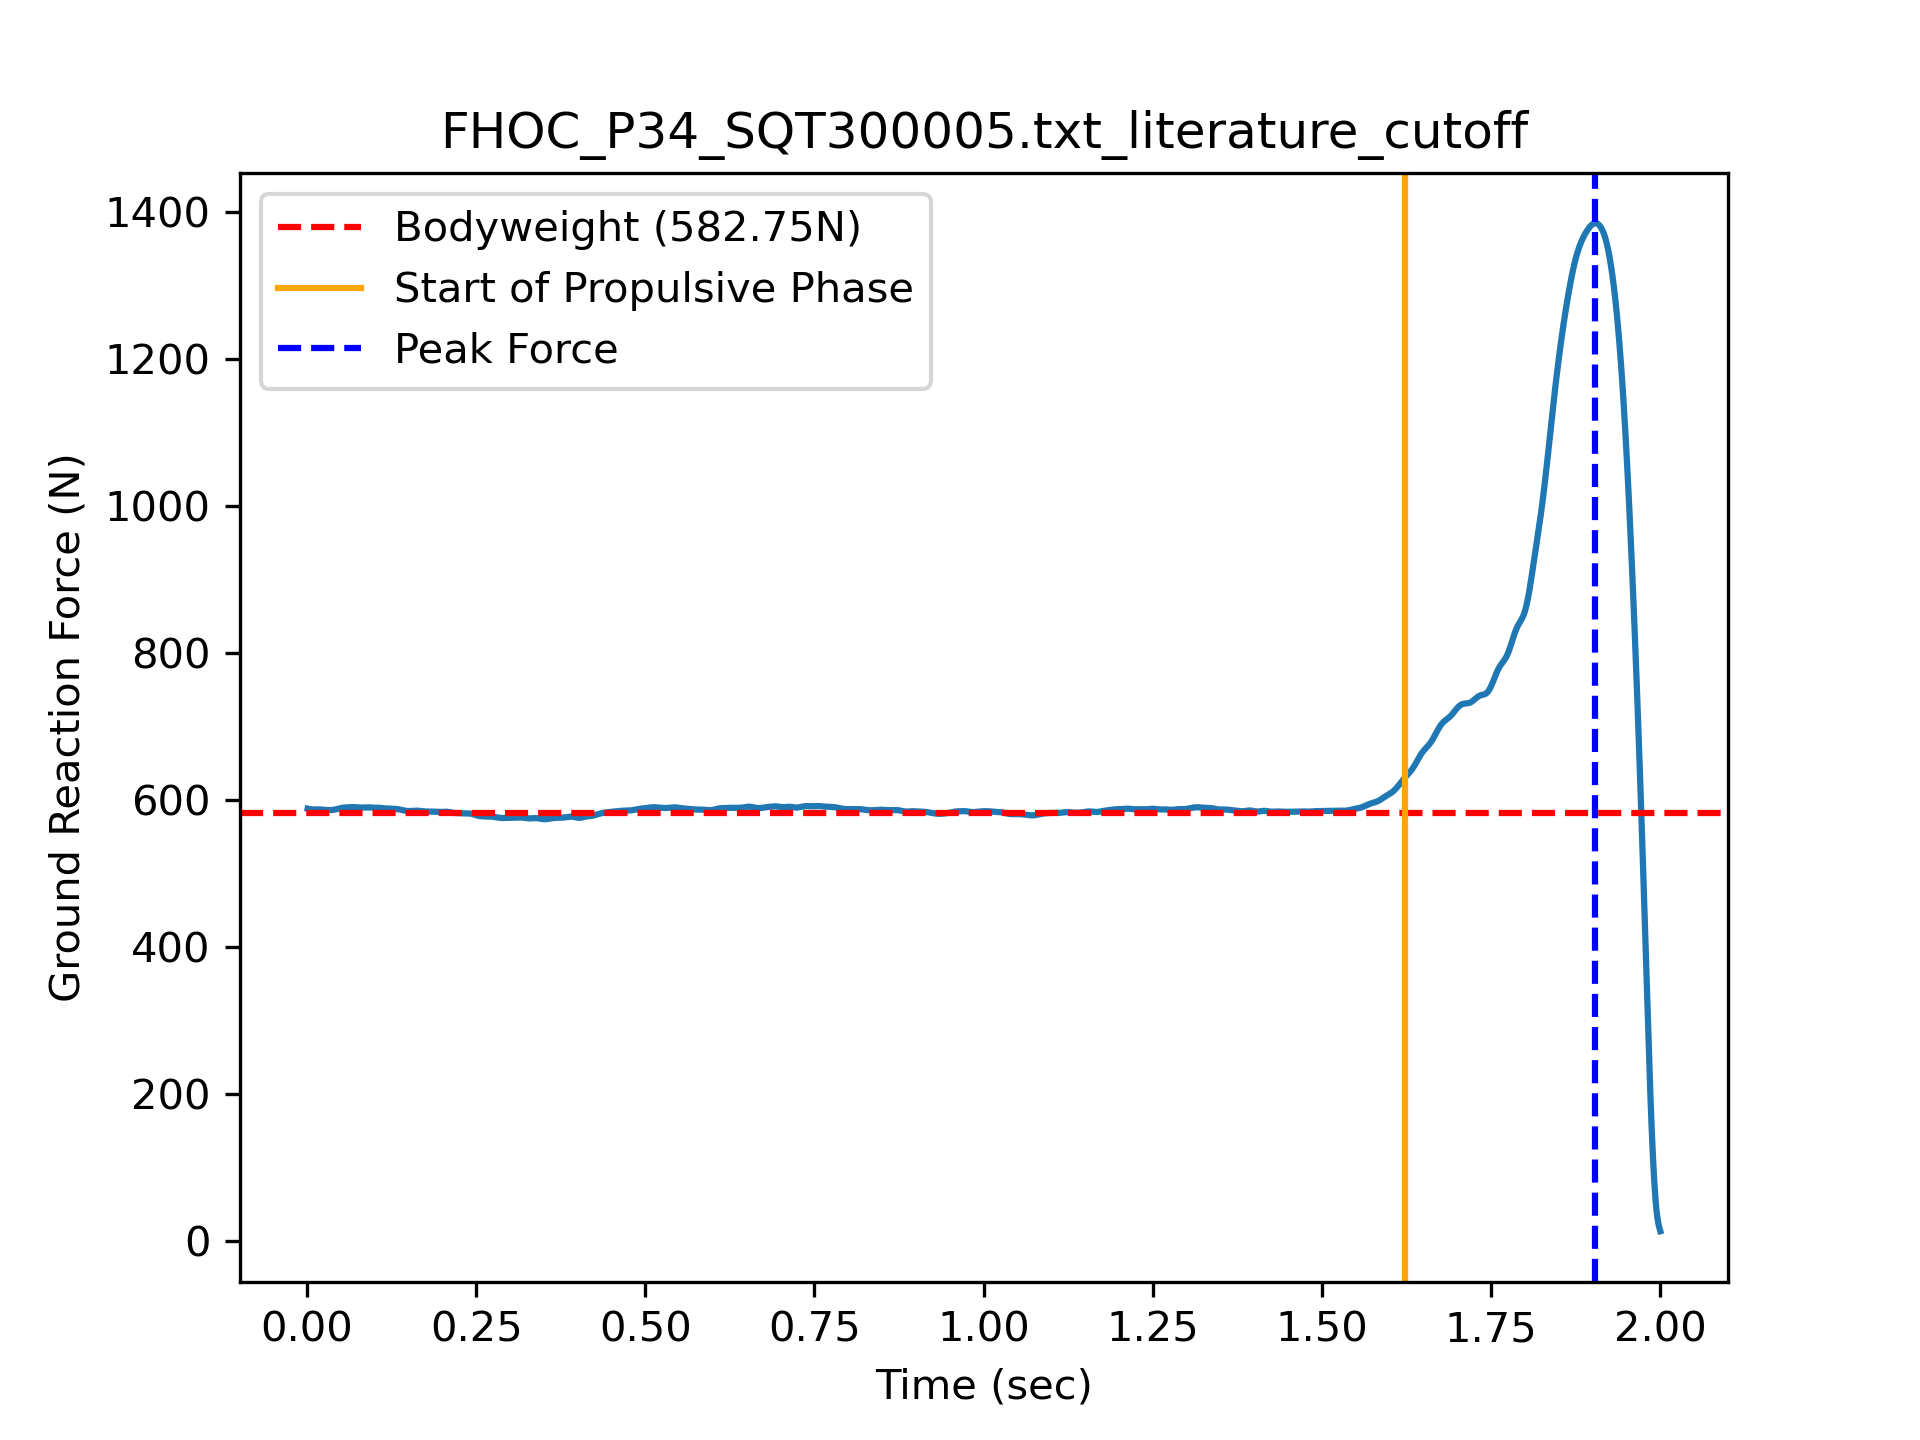 FHOC_P34_SQT300005.txt_literature_cutoff
Bodyweight (582.75N)
Start of Propulsive Phase
Peak Force
1400
1200
1000
800
600
400
200
0
Ground Reaction Force (N)
0.00 0.25 0.50 0.75 1.00 1.25 1.50 1.75 2.00
Time (sec)